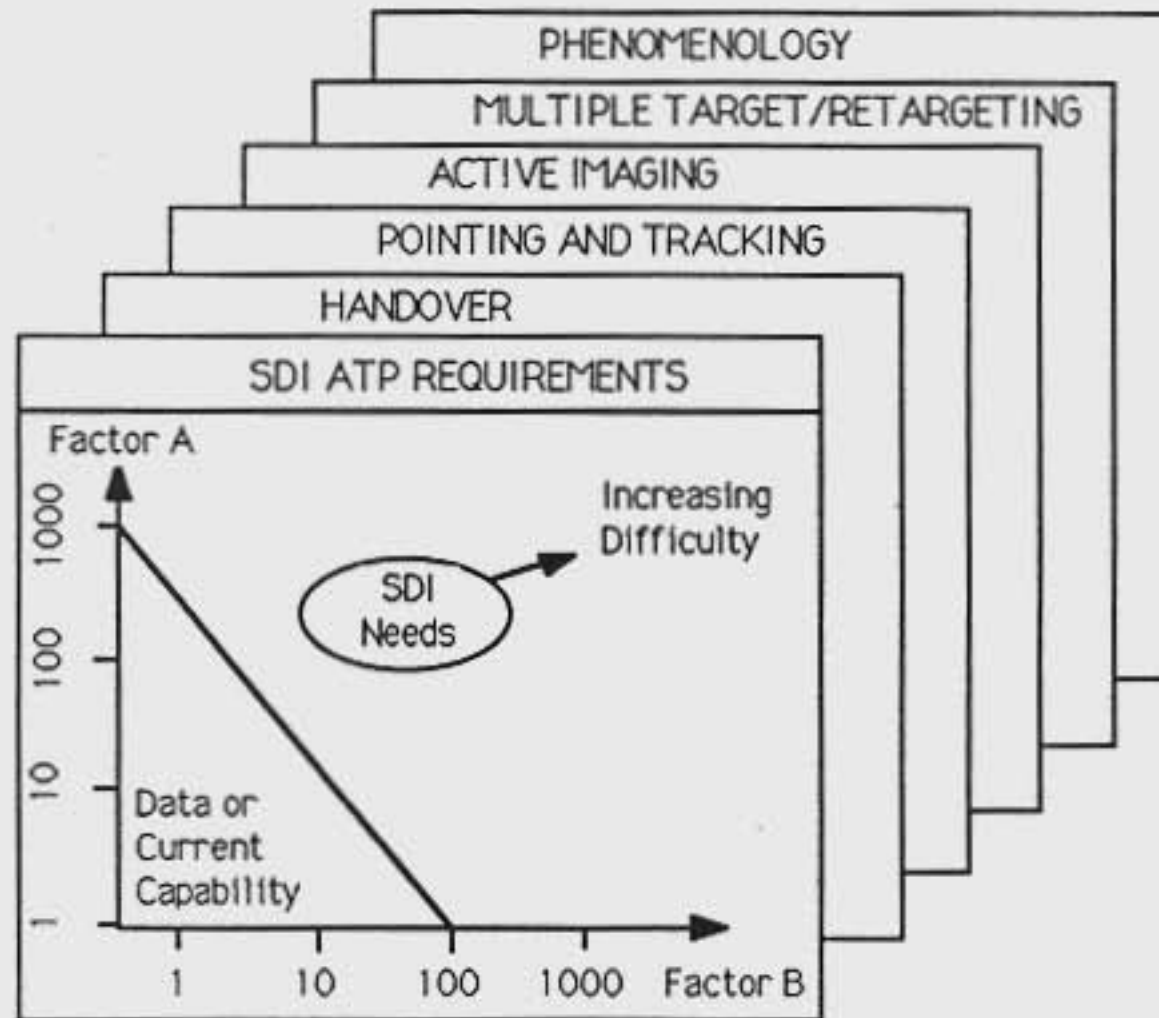 PHENOMENOLOGY
MULTIPLE TARGET/RETARGETING
ACTIVE IMAGING
POINTING AND TRACKING
HANDOVER
SDI ATP REQUIREMENTS
Factor A
Increasing
Difficulty
SDI
Needs
1000
100
10
1
Data or
Current
Capability
1 10 100 1000 Factor B